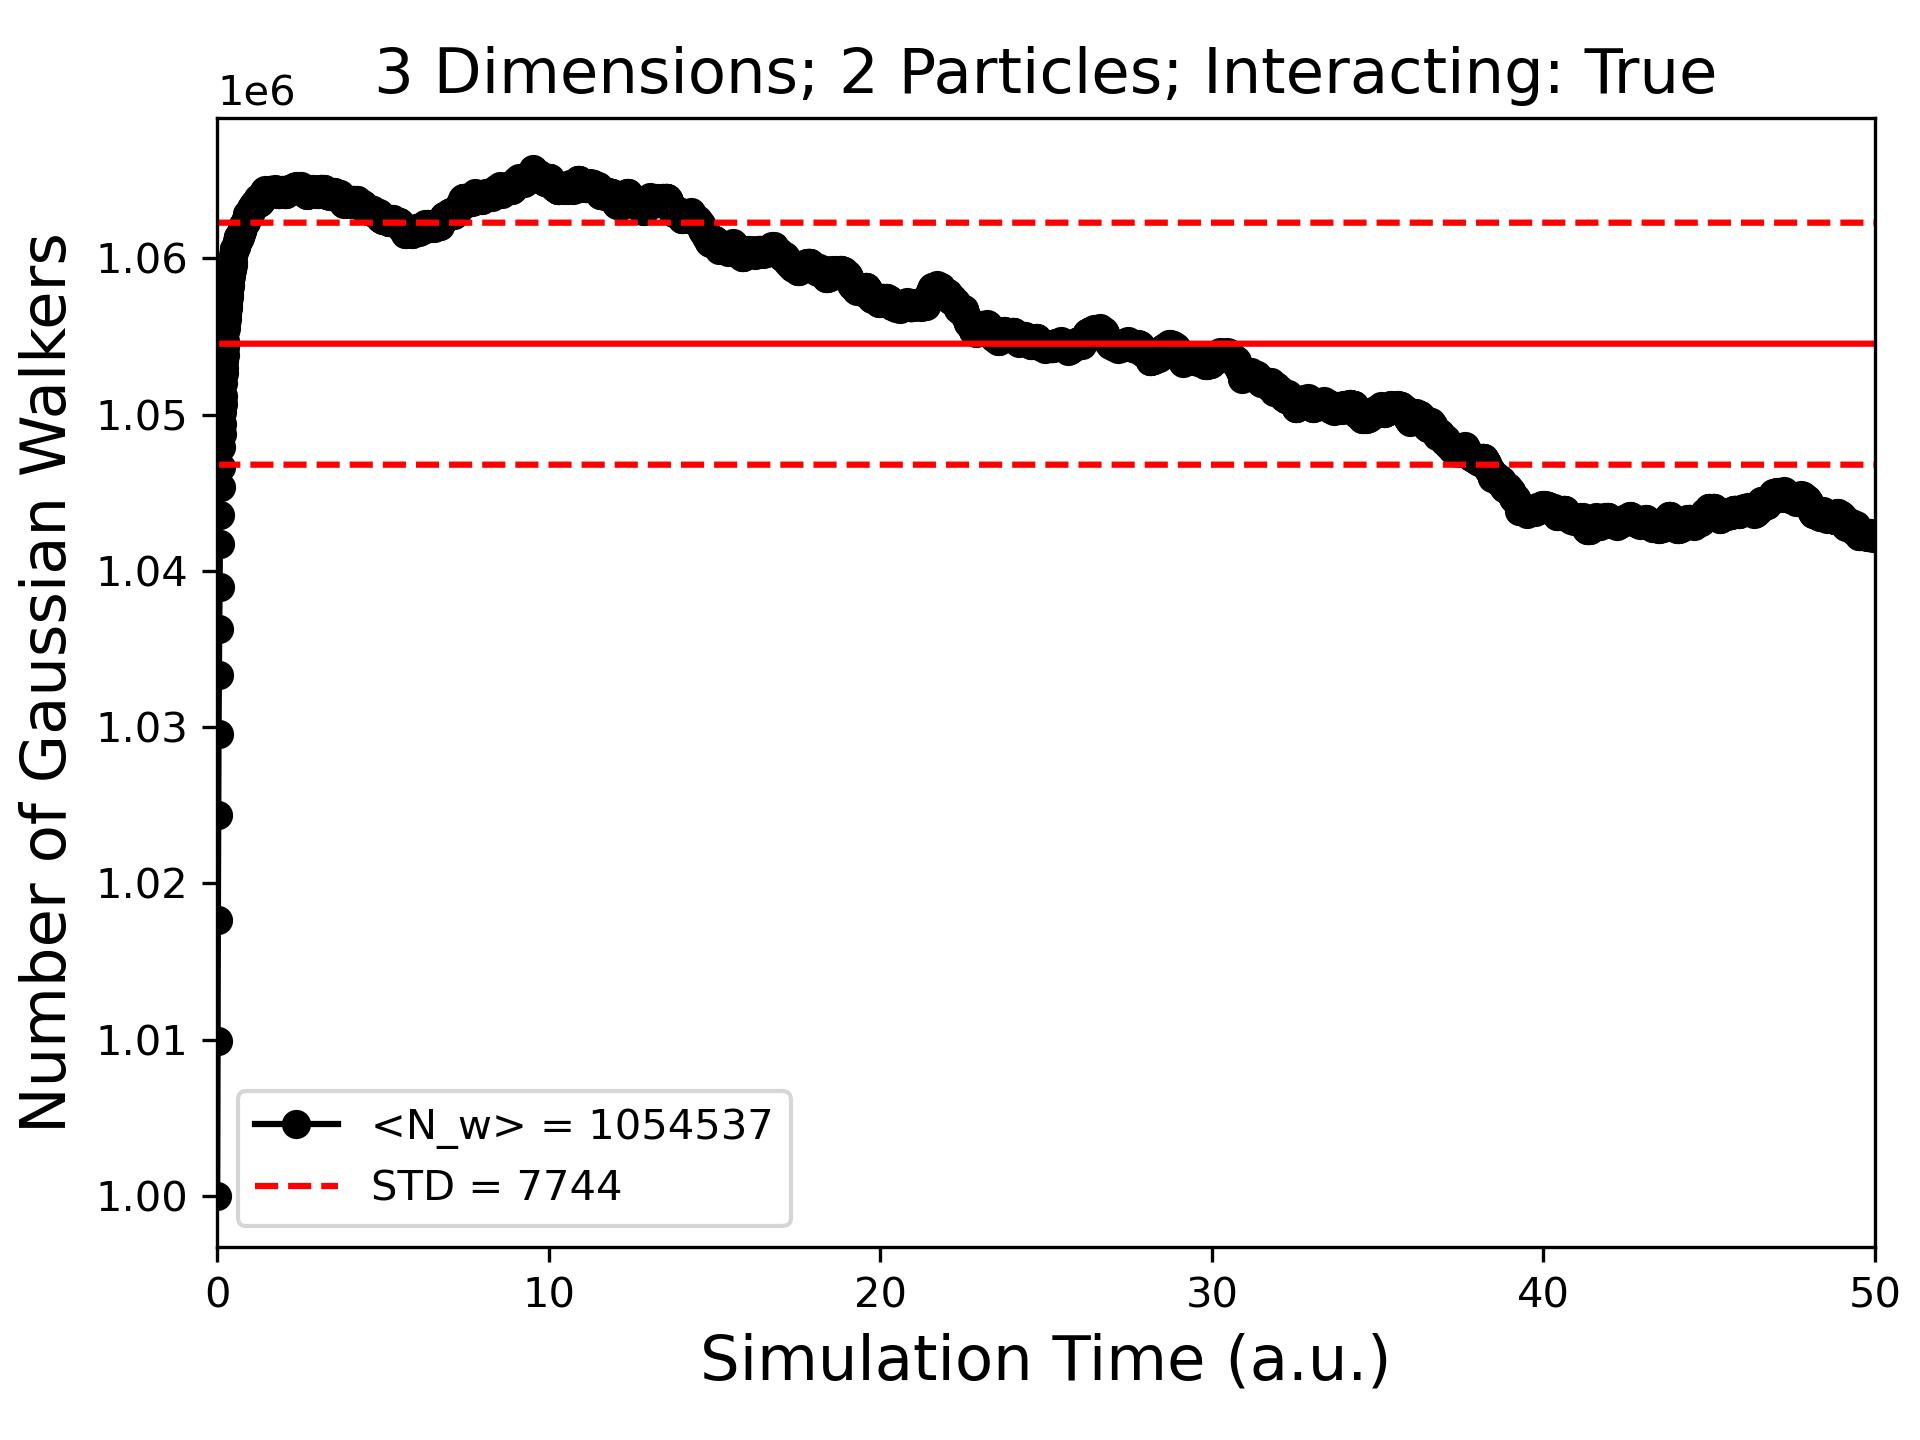 3 Dimensions; 2 Particles; Interacting: True
1e6
Number of Gaussian Walkers
1.06
1.05
1.04
1.03
1.02
1.01
1.00
<N_w> = 1054537
STD = 7744
0 10 20 30 40 50
Simulation Time (a.u.)